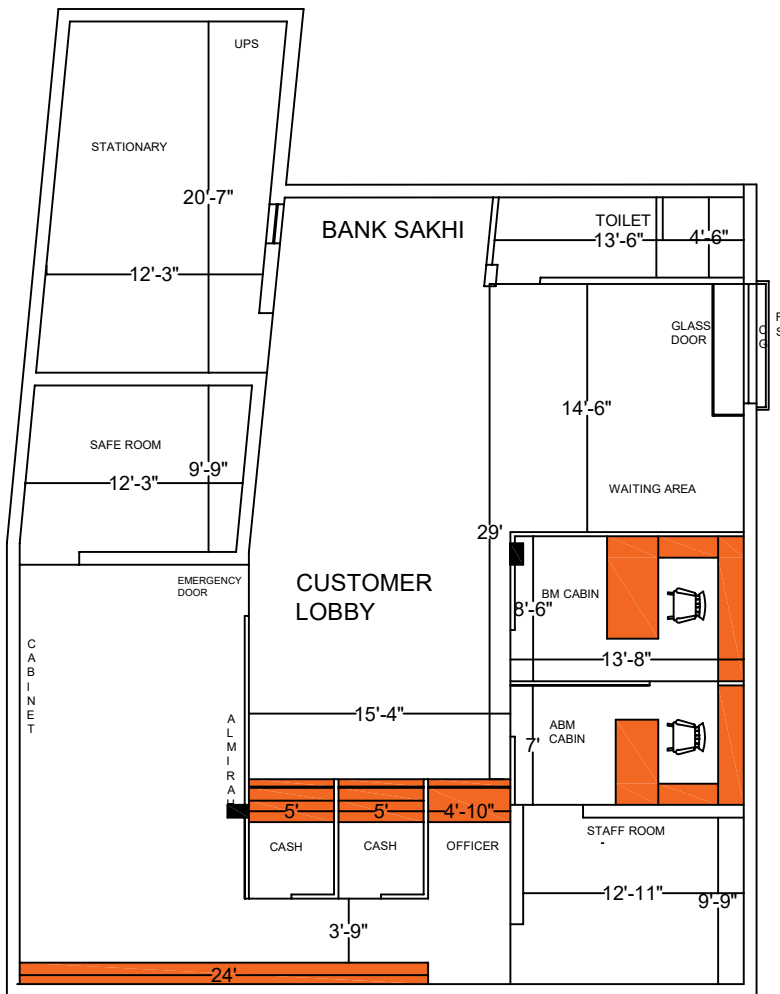 UPS
STATIONARY
20'-7"
12'-3"
BANK SAKHI
TOILET
13'-6"
4'-6"
GLASS
DOOR
C
G
R
S
14'-6"
WAITING AREA
SAFE ROOM
9'-9"
12'-3"
29'
EMERGENCY
DOOR
CUSTOMER
LOBBY
BM CABIN
8'-6"
13'-8"
CABINET
15'-4"
ALMIRAH
ABM
CABIN
7'
5'
5'
4'-10"
CASH
CASH
OFFICER
STAFF ROOM
-
12'-11"
9'-9"
3'-9"
24'